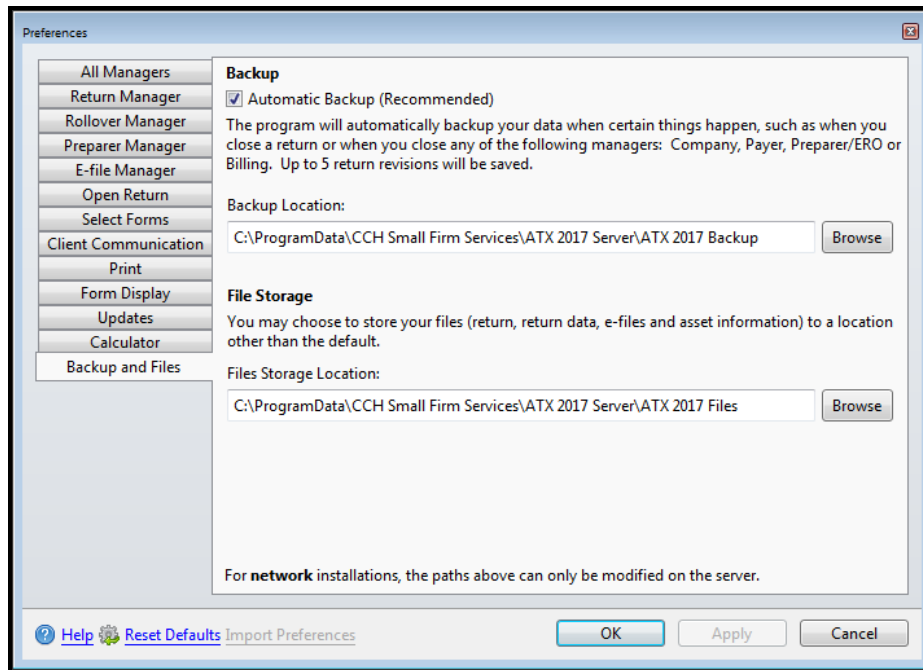 Preferences
All Managers
Return Manager
Rollover Manager
Preparer Manager
E-file Manager
Open Return
Select Forms
Client Communication
Print
Form Display
Updates
Calculator
Backup and Files
Backup
Automatic Backup (Recommended)
The program will automatically backup your data when certain things happen, such as when you
close a return or when you close any of the following managers: Company, Payer, Preparer/ERO or
Billing. Up to 5 return revisions will be saved.
Backup Location:
C:\ProgramData\CCH Small Firm Services\ATX 2017 Server\ATX 2017 Backup
Browse
File Storage
You may choose to store your files (return, return data, e-files and asset information) to a location
other than the default.
Files Storage Location:
C:\ProgramData\CCH Small Firm Services\ATX 2017 Server\ATX 2017 Files
Browse
For network installations, the paths above can only be modified on the server.
Help Reset Defaults Import Preferences
OK
Apply
Cancel